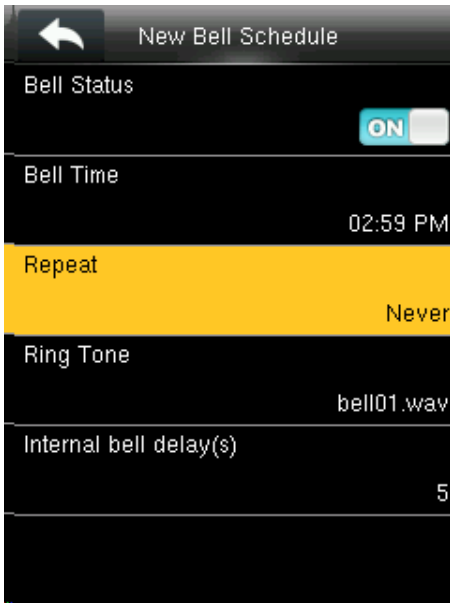 New Bell Schedule
Bell Status
ON
Bell Time
02:59 PM
Repeat
Never
Ring Tone
bell01.wav
Internal bell delay(s)
5